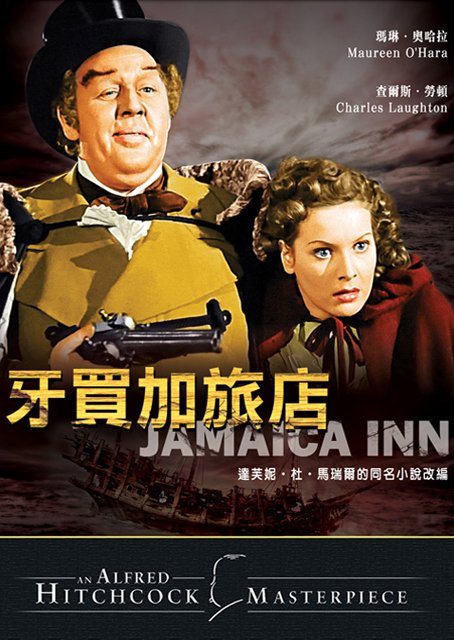 瑪琳・奧哈拉
Maureen O'Hara
查爾斯・勞頓
Charles Laughton
牙買加旅店
JAMAICA INN
達芙妮・杜・馬瑞爾的同名小說改編
AN ALFRED
HITCHCOCK MASTERPIECE